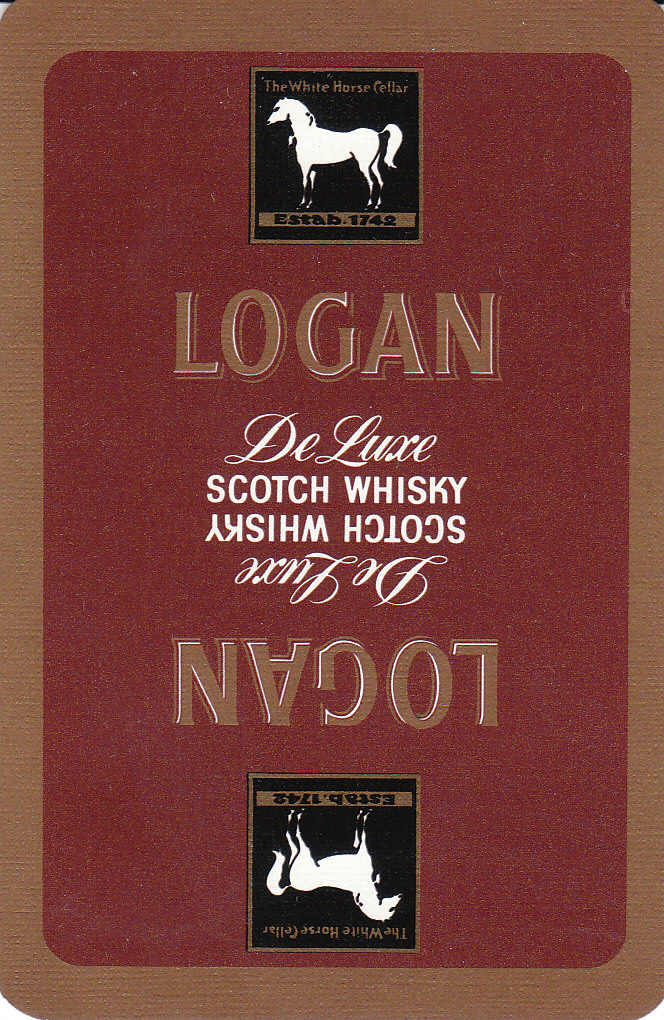 The White Horse Cellar
Estab. 1742
LOGAN
De Luxe
SCOTCH WHISKY
SCOTCH WHISKY
De Luxe
LOGAN
Estab. 1742
The White Horse Cellar